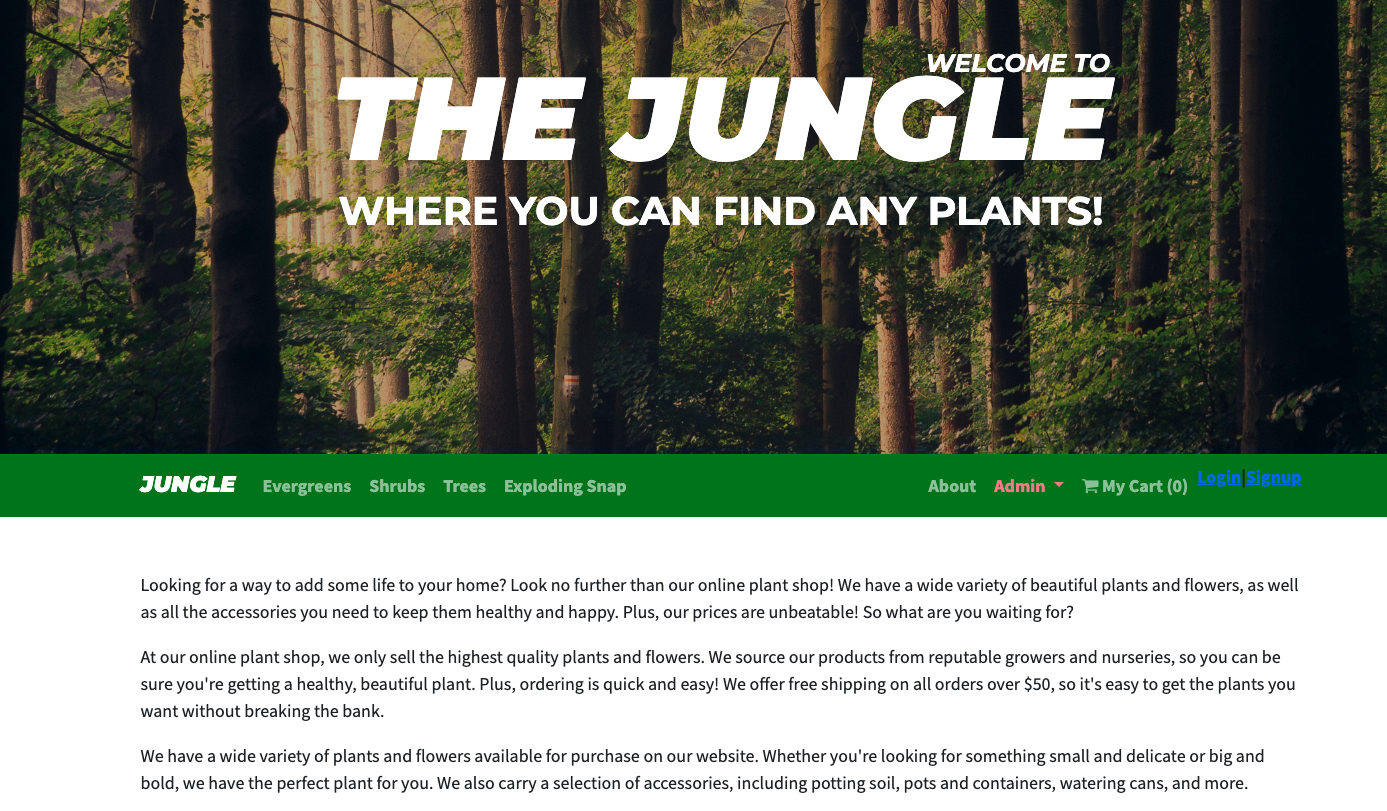 WELCOME TO
THE JUNGLE
WHERE YOU CAN FIND ANY PLANTS!
JUNGLE Evergreens Shrubs Trees Exploding Snap About Admin My Cart (0) Login|Signup
Looking for a way to add some life to your home? Look no further than our online plant shop! We have a wide variety of beautiful plants and flowers, as well
as all the accessories you need to keep them healthy and happy. Plus, our prices are unbeatable! So what are you waiting for?
At our online plant shop, we only sell the highest quality plants and flowers. We source our products from reputable growers and nurseries, so you can be
sure you're getting a healthy, beautiful plant. Plus, ordering is quick and easy! We offer free shipping on all orders over $50, so it's easy to get the plants you
want without breaking the bank.
We have a wide variety of plants and flowers available for purchase on our website. Whether you're looking for something small and delicate or big and
bold, we have the perfect plant for you. We also carry a selection of accessories, including potting soil, pots and containers, watering cans, and more.